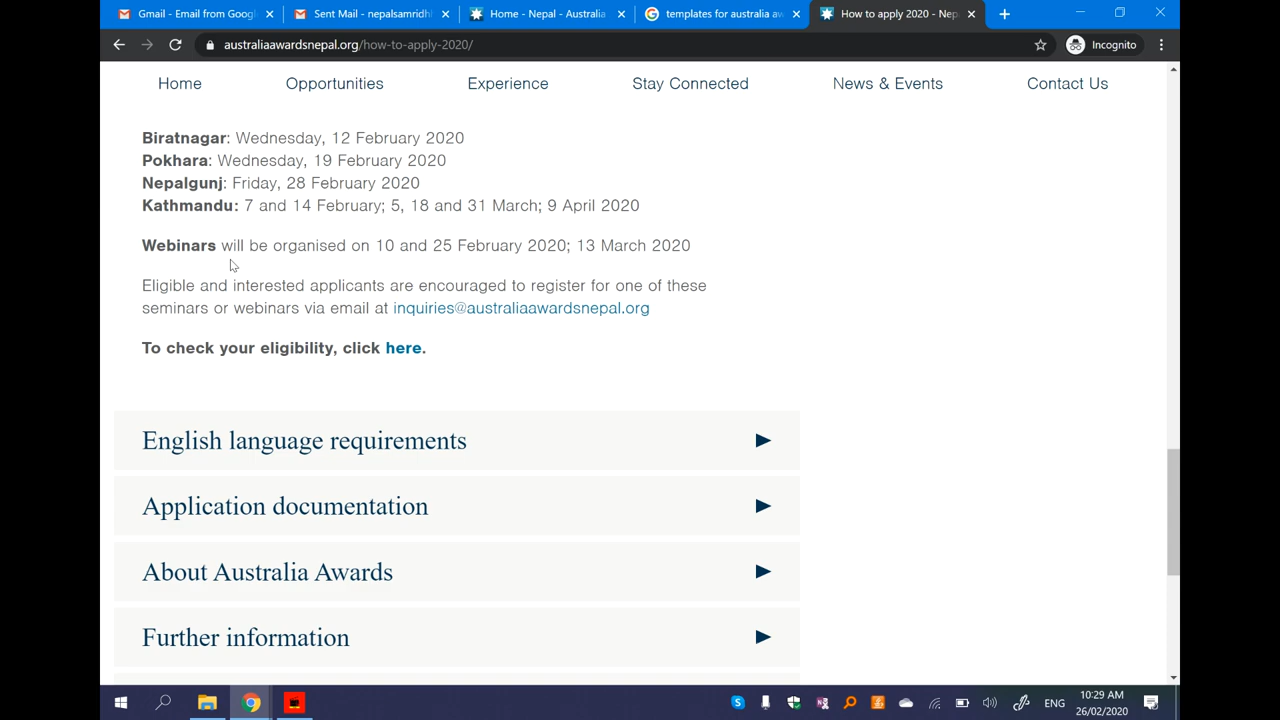 Gmail - Email from Goog
Sent Mail - nepalsamridh
Home - Nepal - Australia
templates for australia aw
How to apply 2020 - Nep
australiaawardsnepal.org/how-to-apply-2020/
Incognito
Home Opportunities Experience Stay Connected News & Events Contact Us
Biratnagar: Wednesday, 12 February 2020
Pokhara: Wednesday, 19 February 2020
Nepalgunj: Friday, 28 February 2020
Kathmandu: 7 and 14 February; 5, 18 and 31 March; 9 April 2020
Webinars will be organised on 10 and 25 February 2020; 13 March 2020
Eligible and interested applicants are encouraged to register for one of these
seminars or webinars via email at inquiries@australiaawardsnepal.org
To check your eligibility, click here.
English language requirements
Application documentation
About Australia Awards
Further information
ENG
10:29 AM
26/02/2020